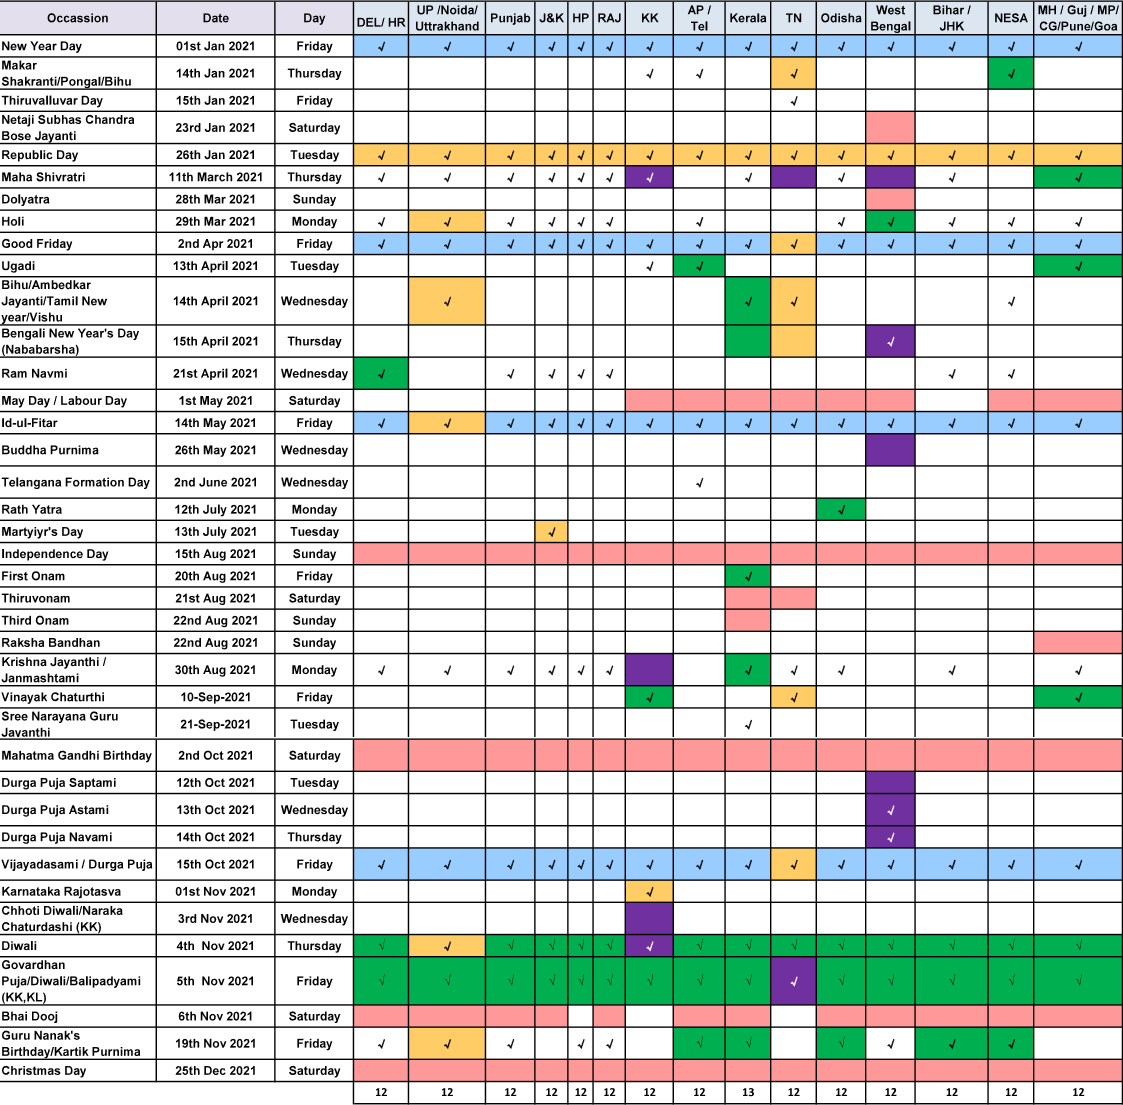 Occassion Date Day DEL/ HR UP /Noida/ Punjab J&K HP RAJ KK AP / Kerala TN Odisha West Bihar / NESA MH / Guj / MP/
Uttrakhand Tel Bengal JHK CG/Pune/Goa
New Year Day 01st Jan 2021 Friday √ √ √ √ √ √ √ √ √ √ √ √ √ √ √
Makar
Shakranti/Pongal/Bihu 14th Jan 2021 Thursday √ √ √ √
Thiruvalluvar Day 15th Jan 2021 Friday √
Netaji Subhas Chandra
Bose Jayanti 23rd Jan 2021 Saturday
Republic Day 26th Jan 2021 Tuesday √ √ √ √ √ √ √ √ √ √ √ √ √ √ √
Maha Shivratri 11th March 2021 Thursday √ √ √ √ √ √ √ √ √ √ √
Dolyatra 28th Mar 2021 Sunday
Holi 29th Mar 2021 Monday √ √ √ √ √ √ √ √ √ √ √ √
Good Friday 2nd Apr 2021 Friday √ √ √ √ √ √ √ √ √ √ √ √ √ √ √
Ugadi 13th April 2021 Tuesday √ √ √
Bihu/Ambedkar
Jayanti/Tamil New 14th April 2021 Wednesday √ √ √ √
year/Vishu
Bengali New Year's Day
(Nababarsha) 15th April 2021 Thursday √
Ram Navmi 21st April 2021 Wednesday √ √ √ √ √ √ √
May Day / Labour Day 1st May 2021 Saturday
Id-ul-Fitar 14th May 2021 Friday √ √ √ √ √ √ √ √ √ √ √ √ √ √ √
Buddha Purnima 26th May 2021 Wednesday
Telangana Formation Day 2nd June 2021 Wednesday √
Rath Yatra 12th July 2021 Monday √
Martyiyr's Day 13th July 2021 Tuesday √
Independence Day 15th Aug 2021 Sunday
First Onam 20th Aug 2021 Friday √
Thiruvonam 21st Aug 2021 Saturday
Third Onam 22nd Aug 2021 Sunday
Raksha Bandhan 22nd Aug 2021 Sunday
Krishna Jayanthi /
Janmashtami 30th Aug 2021 Monday √ √ √ √ √ √ √ √ √ √ √
Vinayak Chaturthi 10-Sep-2021 Friday √ √ √
Sree Narayana Guru
Javanthi 21-Sep-2021 Tuesday √
Mahatma Gandhi Birthday 2nd Oct 2021 Saturday
Durga Puja Saptami 12th Oct 2021 Tuesday
Durga Puja Astami 13th Oct 2021 Wednesday √
Durga Puja Navami 14th Oct 2021 Thursday √
Vijayadasami / Durga Puja 15th Oct 2021 Friday √ √ √ √ √ √ √ √ √ √ √ √ √ √ √
Karnataka Rajotasva 01st Nov 2021 Monday √
Chhoti Diwali/Naraka
Chaturdashi (KK) 3rd Nov 2021 Wednesday
Diwali 4th Nov 2021 Thursday √ √ √ √ √ √ √ √ √ √ √ √ √ √ √
Govardhan
Puja/Diwali/Balipadyami 5th Nov 2021 Friday √ √ √ √ √ √ √ √ √ √ √ √ √ √ √
(KK,KL)
Bhai Dooj 6th Nov 2021 Saturday
Guru Nanak's
Birthday/Kartik Purnima 19th Nov 2021 Friday √ √ √ √ √ √ √ √ √ √ √
Christmas Day 25th Dec 2021 Saturday
12 12 12 12 12 12 12 12 13 12 12 12 12 12 12